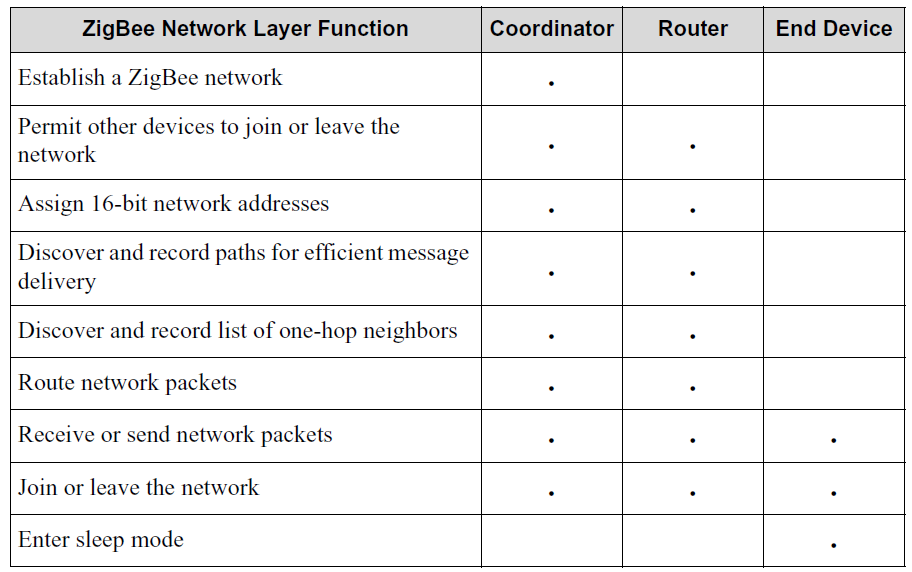 ZigBee Network Layer Function Coordinator Router End Device
Establish a ZigBee network .
Permit other devices to join or leave the
network . .
Assign 16-bit network addresses . .
Discover and record paths for efficient message
delivery . .
Discover and record list of one-hop neighbors . .
Route network packets . .
Receive or send network packets . . .
Join or leave the network . . .
Enter sleep mode .